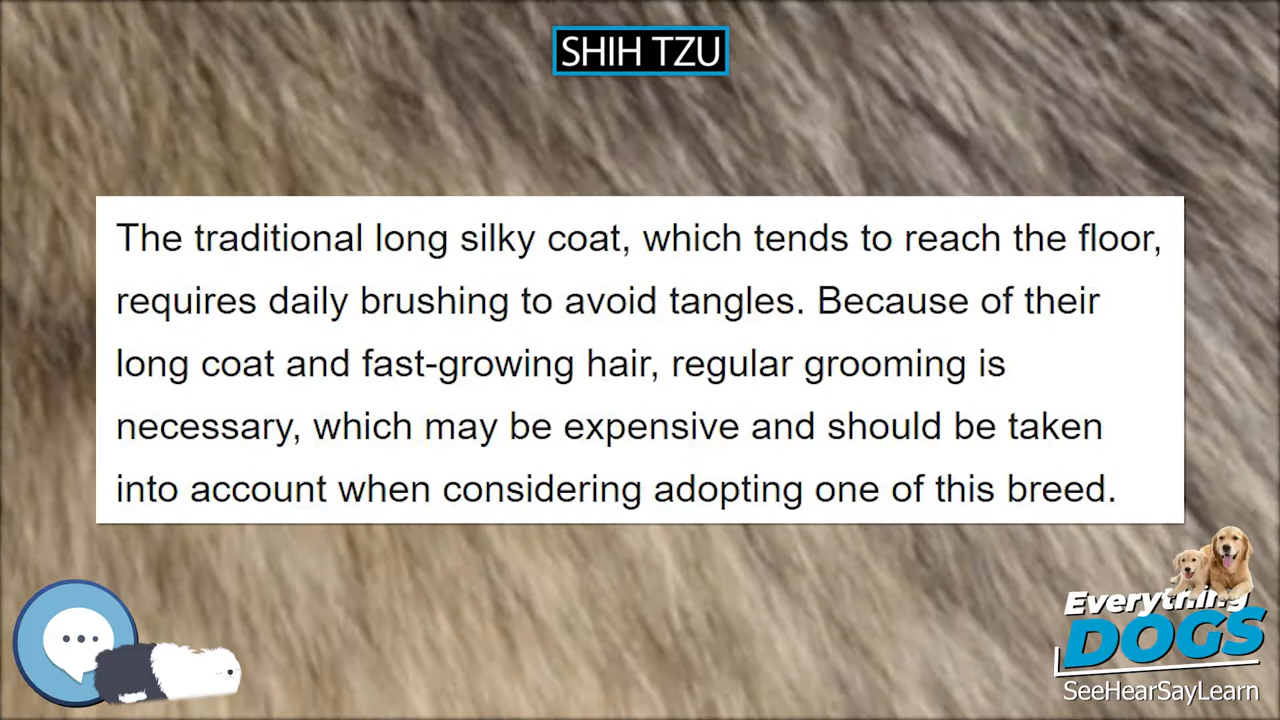 SHIH TZU
The traditional long silky coat, which tends to reach the floor,
requires daily brushing to avoid tangles. Because of their
long coat and fast-growing hair, regular grooming is
necessary, which may be expensive and should be taken
into account when considering adopting one of this breed.
Everything
DOGS
SeeHearSayLearn